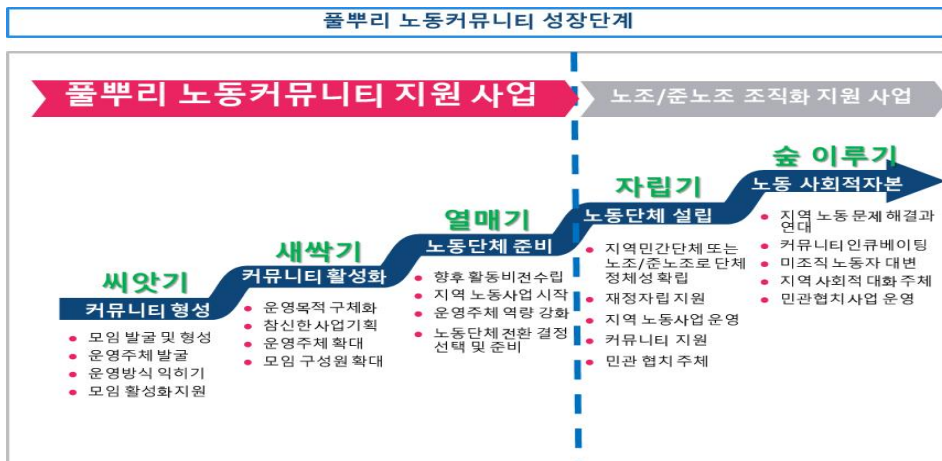 풀뿌리 노동커뮤니티 성장단계
풀뿌리 노동커뮤니티 지원 사업
노조/준노조 조직화 지원 사업
씨앗기
커뮤니티 형성
모임 발굴 및 형성
운영주체 발굴
운영방식 익히기
모임 활성화지원
새싹기
커뮤니티 활성화
운영목적 구체화
참신한 사업기획
운영주체 확대
모임 구성원 확대
열매기
노동단체 준비
향후 활동비전수립
지역 노동사업 시작
운영주체 역량 강화
노동단체 전환 결정
선택 및 준비
자립기
노동단체 설립
지역민간단체 또는
노조/준노조로 단체
정체성 확립
재정자립 지원
지역 노동사업 운영
커뮤니티 지원
민관 협치 주체
숲 이루기
노동 사회적자본
지역 노동 문제 해결과
연대
커뮤니티 인큐베이팅
미조직 노동자 대변
지역 사회적 대화 주체
민관협치사업 운영